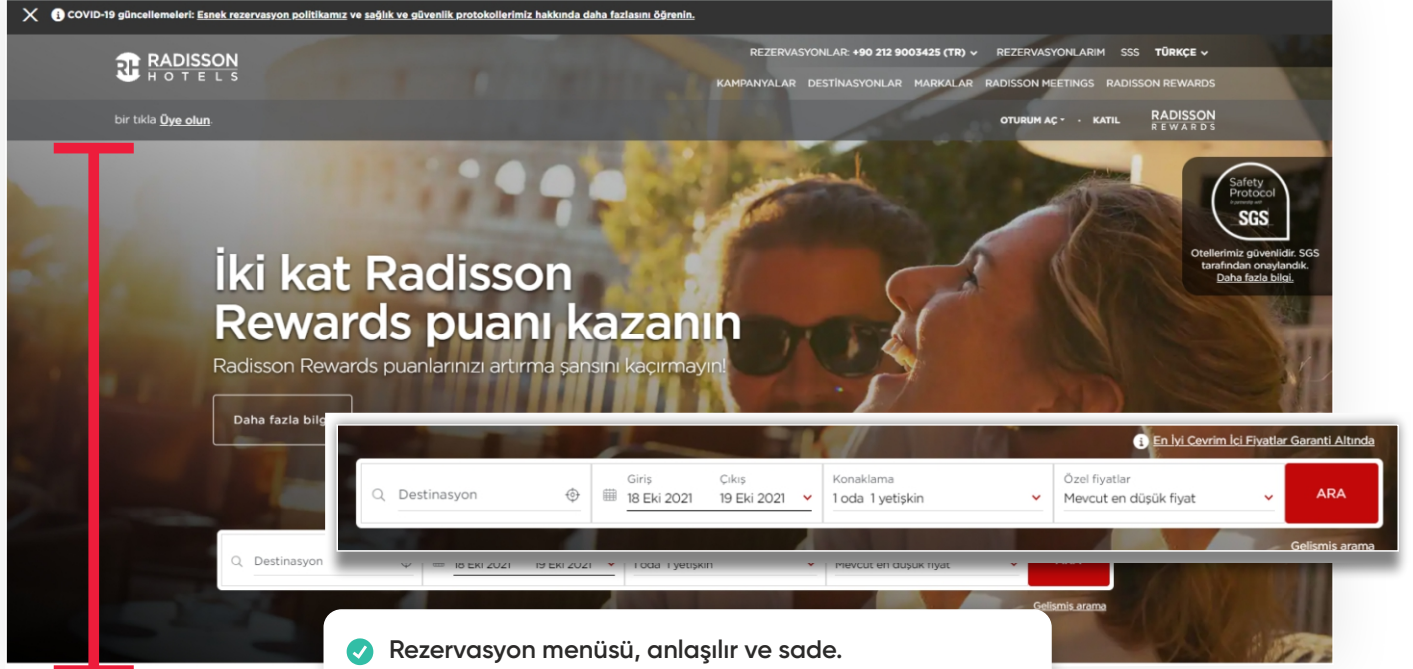 COVID-19 güncellemeleri: Esnek rezervasyon politikamız ve sağlık ve güvenlik protokollerimiz hakkında daha fazlasını öğrenin.
RADISSON
HOTELS
REZERVASYONLAR: +90 212 9003425 (TR) REZERVASYONLARIM SSS TÜRKÇE
KAMPANYALAR DESTİNASYONLAR MARKALAR RADISSON MEETINGS RADISSON REWARDS
bir tıkla Üye olun.
OTURUM AÇ · KATIL
RADISSON
REWARDS
Safety
Protocol
SGS
Otellerimiz güvenlidir. SGS
tarafından onaylandık.
Daha fazla bilgi.
İki kat Radisson
Rewards puanı kazanın
Radisson Rewards puanlarınızı artırma şansını kaçırmayın!
Daha fazla bilg
En İyi Çevrim İçi Fiyatlar Garanti Altında
Destinasyon
Giriş
18 Eki 2021
Çıkış
19 Eki 2021
Konaklama
1 oda 1 yetişkin
Özel fiyatlar
Mevcut en düşük fiyat
ARA
Gelişmiş arama
Destinasyon
18 Eki 2021 19 Eki 2021 1 oda 1 yetişkin Mevcut en düşük fiyat
Gelişmiş arama
Rezervasyon menüsü, anlaşılır ve sade.